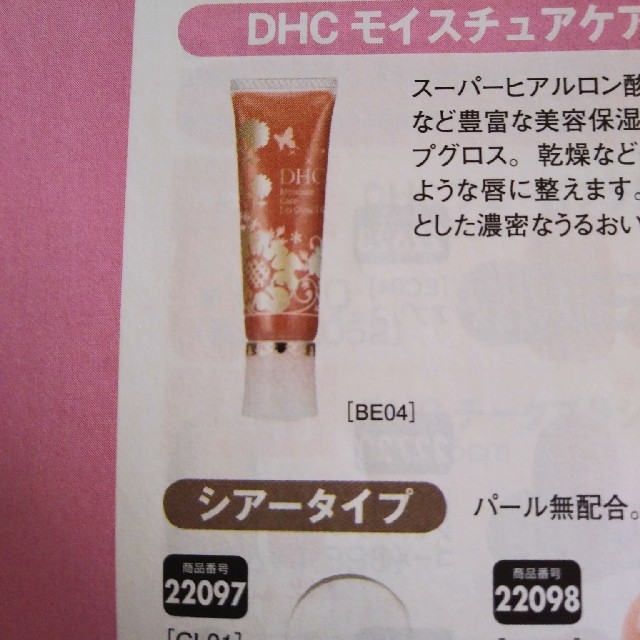 DHC モイスチュアケア
スーパーヒアルロン酸
など豊富な美容保湿
プグロス。乾燥など
ような唇に整えます。
とした濃密なうるおい
DHC
[BE04]
シアータイプ
パール無配合。
商品番号
22097
商品番号
22098